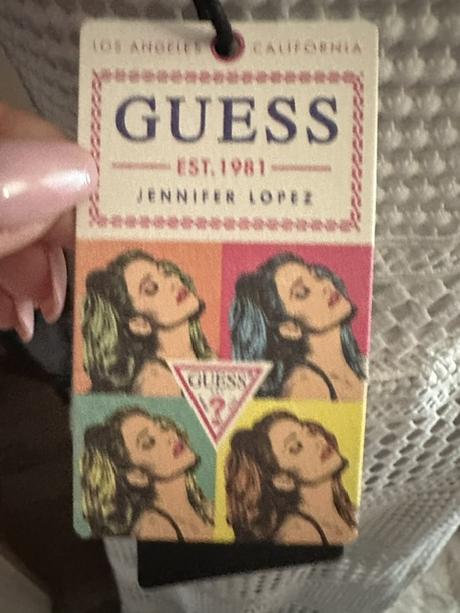 LOS ANGELES CALIFORNIA
GUESS
EST. 1981
JENNIFER LOPEZ
GUESS
?